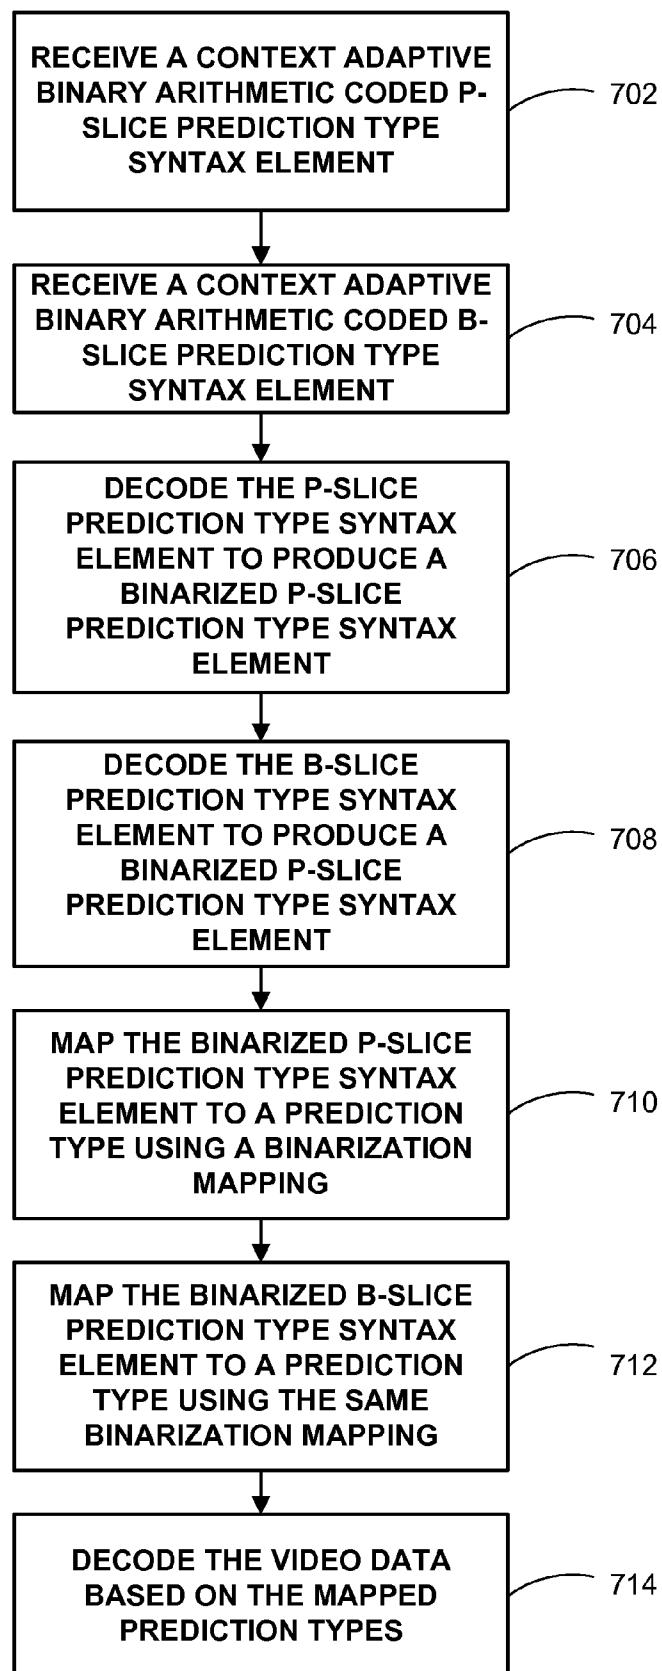 RECEIVE A CONTEXT ADAPTIVE
BINARY ARITHMETIC CODED P-
SLICE PREDICTION TYPE
SYNTAX ELEMENT
702
RECEIVE A CONTEXT ADAPTIVE
BINARY ARITHMETIC CODED B-
SLICE PREDICTION TYPE
SYNTAX ELEMENT
704
DECODE THE P-SLICE
PREDICTION TYPE SYNTAX
ELEMENT TO PRODUCE A
BINARIZED P-SLICE
PREDICTION TYPE SYNTAX
ELEMENT
706
DECODE THE B-SLICE
PREDICTION TYPE SYNTAX
ELEMENT TO PRODUCE A
BINARIZED P-SLICE
PREDICTION TYPE SYNTAX
ELEMENT
708
MAP THE BINARIZED P-SLICE
PREDICTION TYPE SYNTAX
ELEMENT TO A PREDICTION
TYPE USING A BINARIZATION
MAPPING
710
MAP THE BINARIZED B-SLICE
PREDICTION TYPE SYNTAX
ELEMENT TO A PREDICTION
TYPE USING THE SAME
BINARIZATION MAPPING
712
DECODE THE VIDEO DATA
BASED ON THE MAPPED
PREDICTION TYPES
714